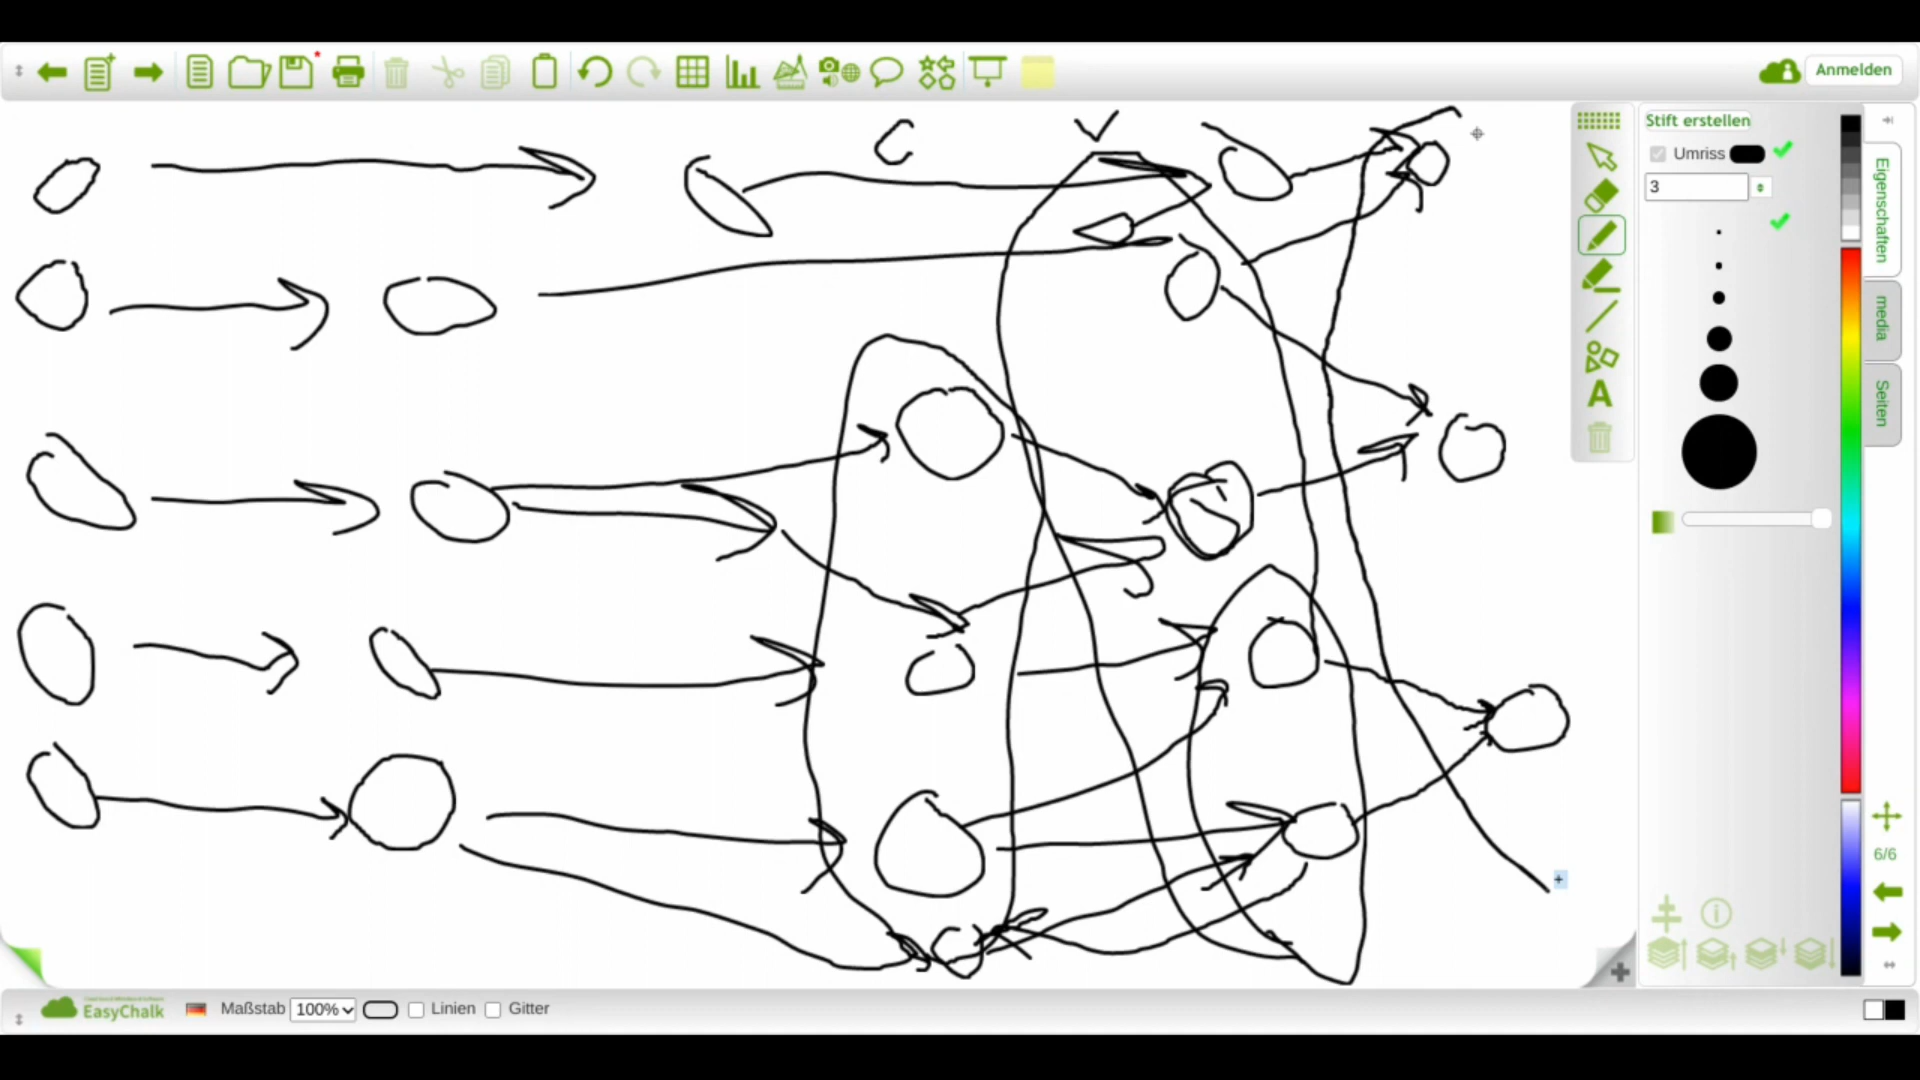 Anmelden
C V
Stift erstellen
Umriss
3
Eigenschaften
media
Seiten
A
6/6
EasyChalk
Maßstab 100% Linien Gitter